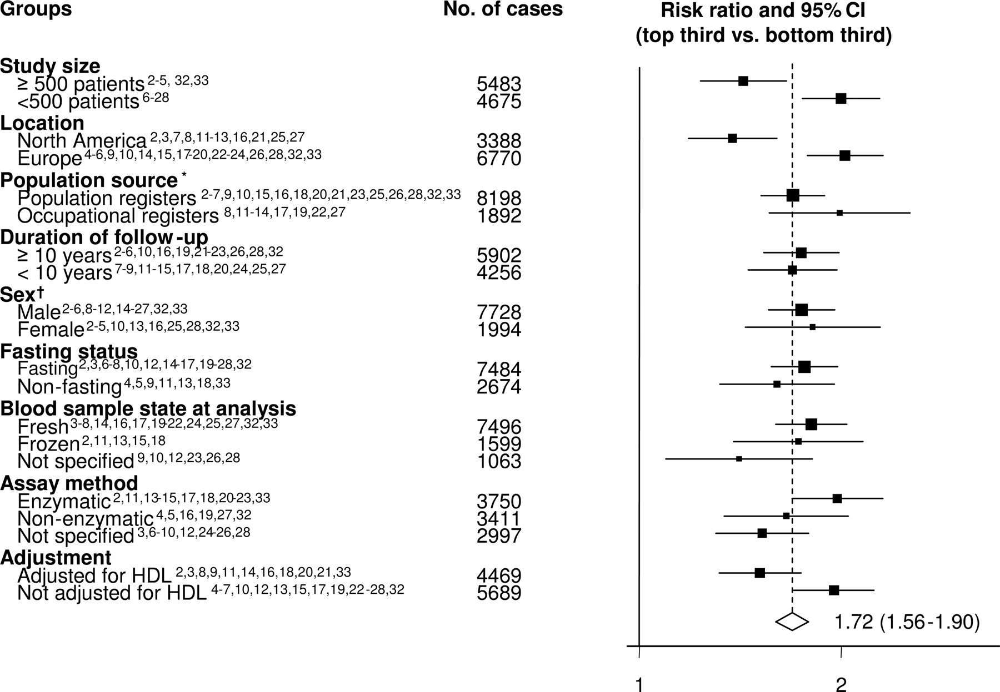 Groups No. of cases Risk ratio and 95% CI
(top third vs. bottom third)
Study size
≥ 500 patients 2-5, 32,33 5483
<500 patients 6-28 4675
Location
North America 2,3,7,8,11-13,16,21,25,27 3388
Europe 4-6,9,10,14,15,17-20,22-24,26,28,32,33 6770
Population source *
Population registers 2-7,9,10,15,16,18,20,21,23,25,26,28,32,33 8198
Occupational registers 8,11-14,17,19,22,27 1892
Duration of follow-up
≥ 10 years 2-6,10,16,19,21-23,26,28,32 5902
< 10 years 7-9,11-15,17,18,20,24,25,27 4256
Sex†
Male 2-6,8-12,14-27,32,33 7728
Female 2-5,10,13,16,25,28,32,33 1994
Fasting status
Fasting 2,3,6-8,10,12,14-17,19-28,32 7484
Non-fasting 4,5,9,11,13,18,33 2674
Blood sample state at analysis
Fresh 3-8,14,16,17,19-22,24,25,27,32,33 7496
Frozen 2,11,13,15,18 1599
Not specified 9,10,12,23,26,28 1063
Assay method
Enzymatic 2,11,13-15,17,18,20-23,33 3750
Non-enzymatic 4,5,16,19,27,32 3411
Not specified 3,6-10,12,24-26,28 2997
Adjustment
Adjusted for HDL 2,3,8,9,11,14,16,18,20,21,33 4469
Not adjusted for HDL 4-7,10,12,13,15,17,19,22-28,32 5689
1.72 (1.56-1.90)
1 2